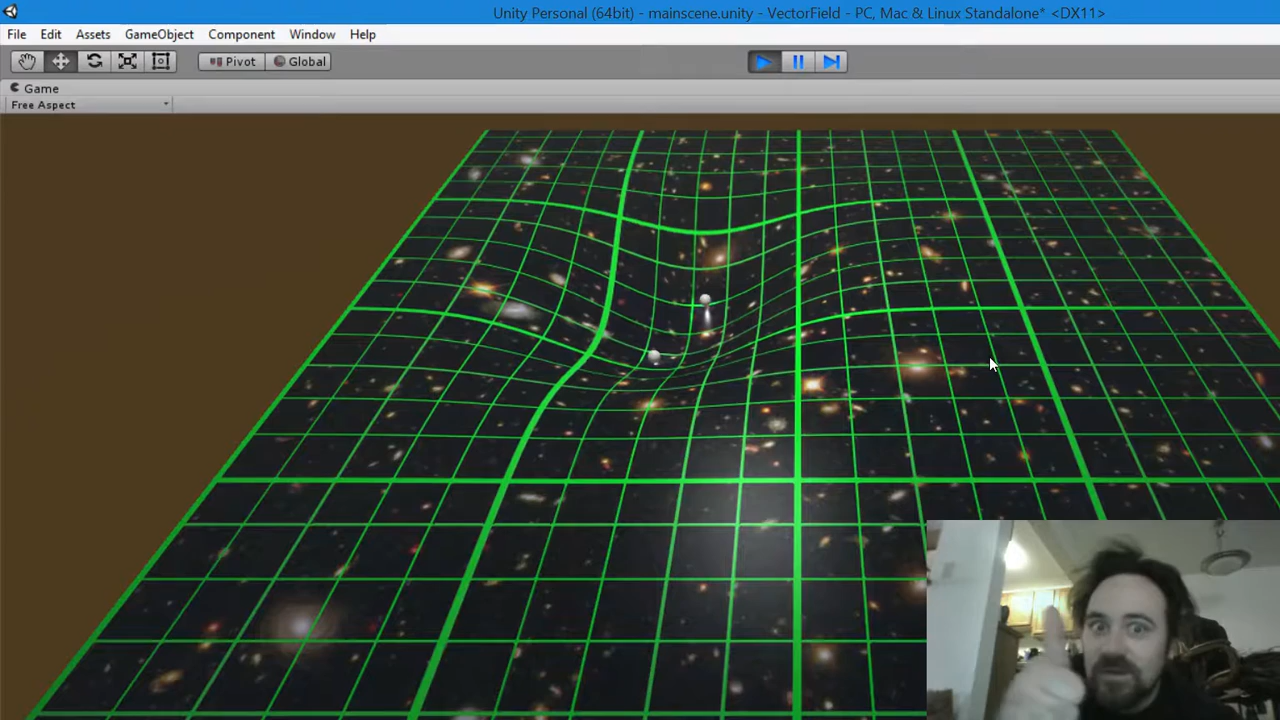 Unity Personal (64bit) - mainscene.unity - VectorField - PC, Mac & Linux Standalone* <DX11>
File Edit Assets GameObject Component Window Help
Pivot Global
Game
Free Aspect